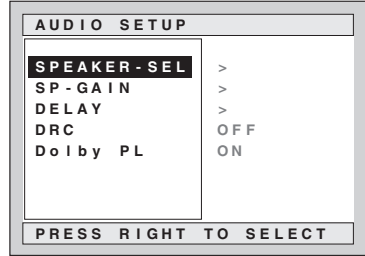 AUDIO SETUP
SPEAKER-SEL >
SP-GAIN >
DELAY >
DRC OFF
Dolby PL ON
PRESS RIGHT TO SELECT